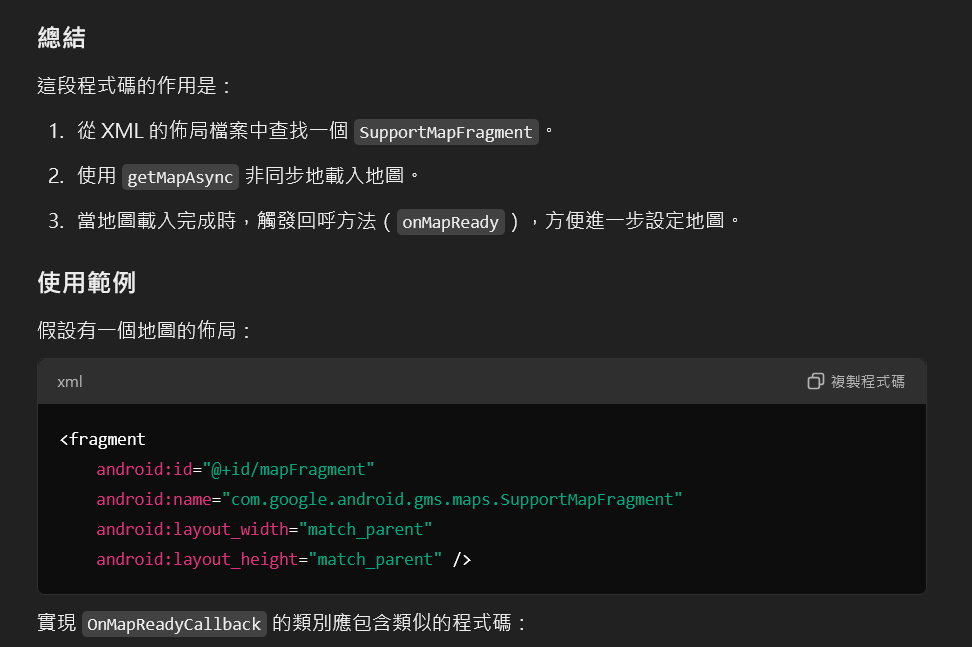 總結
這段程式碼的作用是：
1. 從 XML 的佈局檔案中查找一個 SupportMapFragment 。
2. 使用 getMapAsync 非同步地載入地圖。
3. 當地圖載入完成時，觸發回呼方法（ onMapReady ），方便進一步設定地圖。
使用範例
假設有一個地圖的佈局：
xml 複製程式碼
<fragment
    android:id="@+id/mapFragment"
    android:name="com.google.android.gms.maps.SupportMapFragment"
    android:layout_width="match_parent"
    android:layout_height="match_parent" />
實現 OnMapReadyCallback 的類別應包含類似的程式碼：